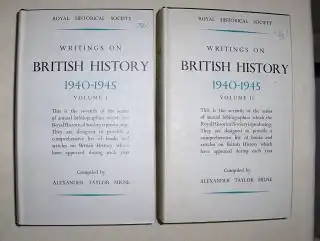 ROYAL HISTORICAL SOCIETY
WRITINGS ON
BRITISH HISTORY
1940-1945
VOLUME I
This is the seventh of the series
of annual bibliographies which the
Royal Historical Society is producing.
They are designed to provide a
comprehensive list of books and
articles on British History which
have appeared during each year
Compiled by
ALEXANDER TAYLOR MILNE
ROYAL HISTORICAL SOCIETY
WRITINGS ON
BRITISH HISTORY
1940-1945
VOLUME II
This is the seventh of the series
of annual bibliographies which the
Royal Historical Society is producing.
They are designed to provide a
comprehensive list of books and
articles on British History which
have appeared during each year
Compiled by
ALEXANDER TAYLOR MILNE